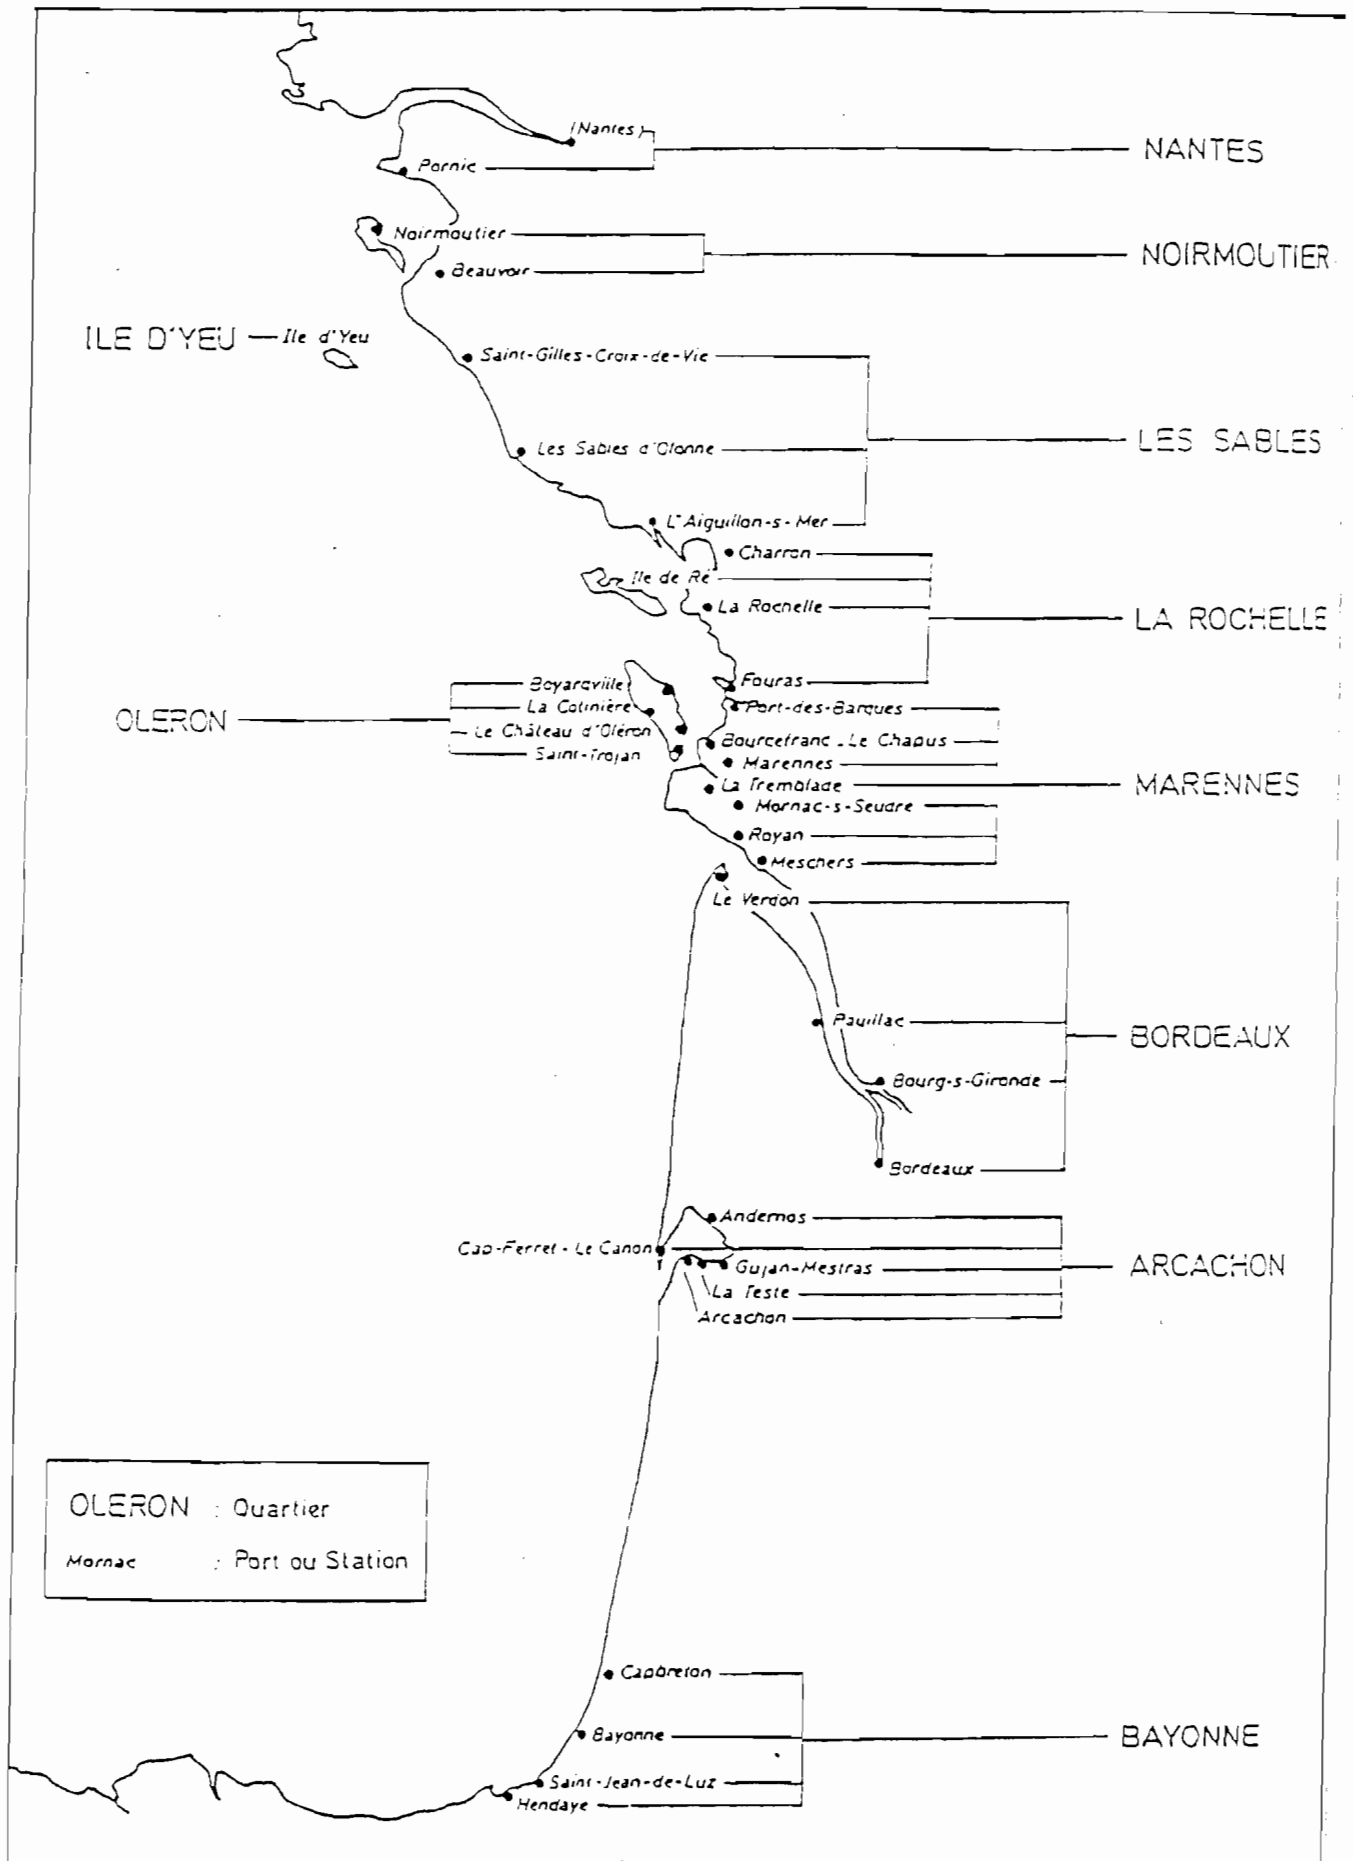 (Nantes)
NANTES
Pornic
Noirmoutier
NOIRMOUTIER
Beauvoir
ILE D'YEU
Ile d'Yeu
Saint-Gilles-Croix-de-Vie
LES SABLES
Les Sables d'Olonne
L'Aiguillon-s-Mer
Charron
Ile de Ré
La Rochelle
LA ROCHELLE
Fouras
Boyardville
La Cotinière
OLERON
Le Château d'Oléron
Saint-Trojan
Port-des-Barques
Bourcefranc-Le Chapus
Marennes
La Tremblade
MARENNES
Mornac-s-Seudre
Royan
Meschers
Le Verdon
Pauillac
BORDEAUX
Bourg-s-Gironde
Bordeaux
Andernos
Cap-Ferret-Le Canon
Gujan-Mestras
ARCACHON
La Teste
Arcachon
OLERON : Quartier
Mornac : Port ou Station
Capbreton
Bayonne
BAYONNE
Saint-Jean-de-Luz
Hendaye